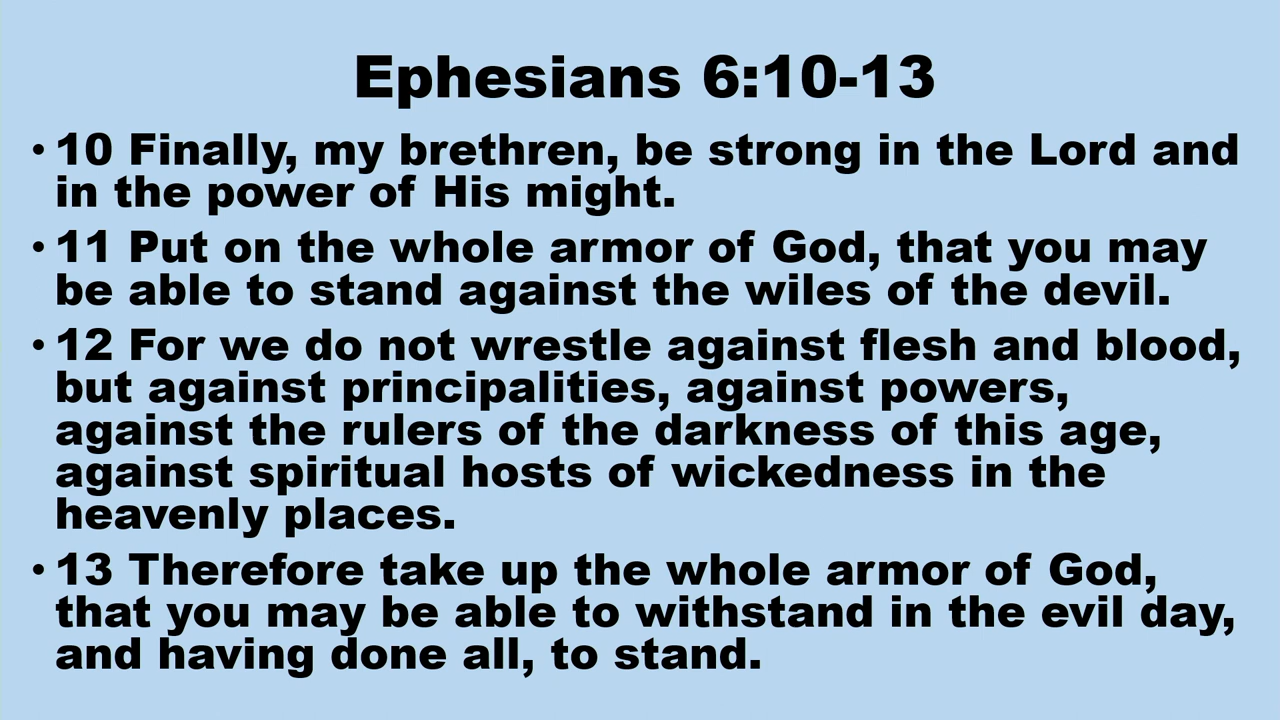 Ephesians 6:10-13
• 10 Finally, my brethren, be strong in the Lord and
in the power of His might.
• 11 Put on the whole armor of God, that you may
be able to stand against the wiles of the devil.
• 12 For we do not wrestle against flesh and blood,
but against principalities, against powers,
against the rulers of the darkness of this age,
against spiritual hosts of wickedness in the
heavenly places.
• 13 Therefore take up the whole armor of God,
that you may be able to withstand in the evil day,
and having done all, to stand.